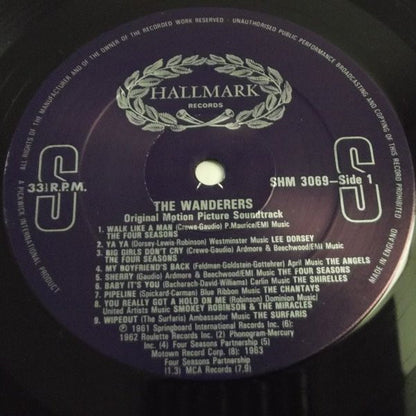 ALL RIGHTS OF THE MANUFACTURER AND OF THE OWNER OF THE RECORDED WORK RESERVED · UNAUTHORISED PUBLIC PERFORMANCE BROADCASTING AND COPYING OF THIS RECORD PROHIBITED
HALLMARK
RECORDS
S
S
33⅓ R.P.M.
SHM 3069–Side 1
A PICKWICK INTERNATIONAL PRODUCT
MADE IN ENGLAND
THE WANDERERS
Original Motion Picture Soundtrack
1. WALK LIKE A MAN (Crewe-Gaudio) P.Maurice/EMI Music
THE FOUR SEASONS
2. YA YA (Dorsey-Lewis-Robinson) Westminster Music LEE DORSEY
3. BIG GIRLS DON'T CRY (Crewe-Gaudio) Ardmore & Beechwood/EMI Music
THE FOUR SEASONS
4. MY BOYFRIEND'S BACK (Feldman-Goldstein-Gottehrer) April Music THE ANGELS
5. SHERRY (Gaudio) Ardmore & Beechwood/EMI Music THE FOUR SEASONS
6. BABY IT'S YOU (Bacharach-David-Williams) Carlin Music THE SHIRELLES
7. PIPELINE (Spickard-Carman) Blue Ribbon Music THE CHANTAYS
8. YOU REALLY GOT A HOLD ON ME (Robinson) Dominion Music/
United Artists Music SMOKEY ROBINSON & THE MIRACLES
9. WIPEOUT (The Surfaris) Ambassador Music THE SURFARIS
℗ 1961 Springboard International Records Inc. (6):
1962 Roulette Records Inc. (2) Phonogram-Mercury
Inc. (4) Four Seasons Partnership (5)
Motown Record Corp. (8): 1963
Four Seasons Partnership
(1.3) MCA Records (7,9)